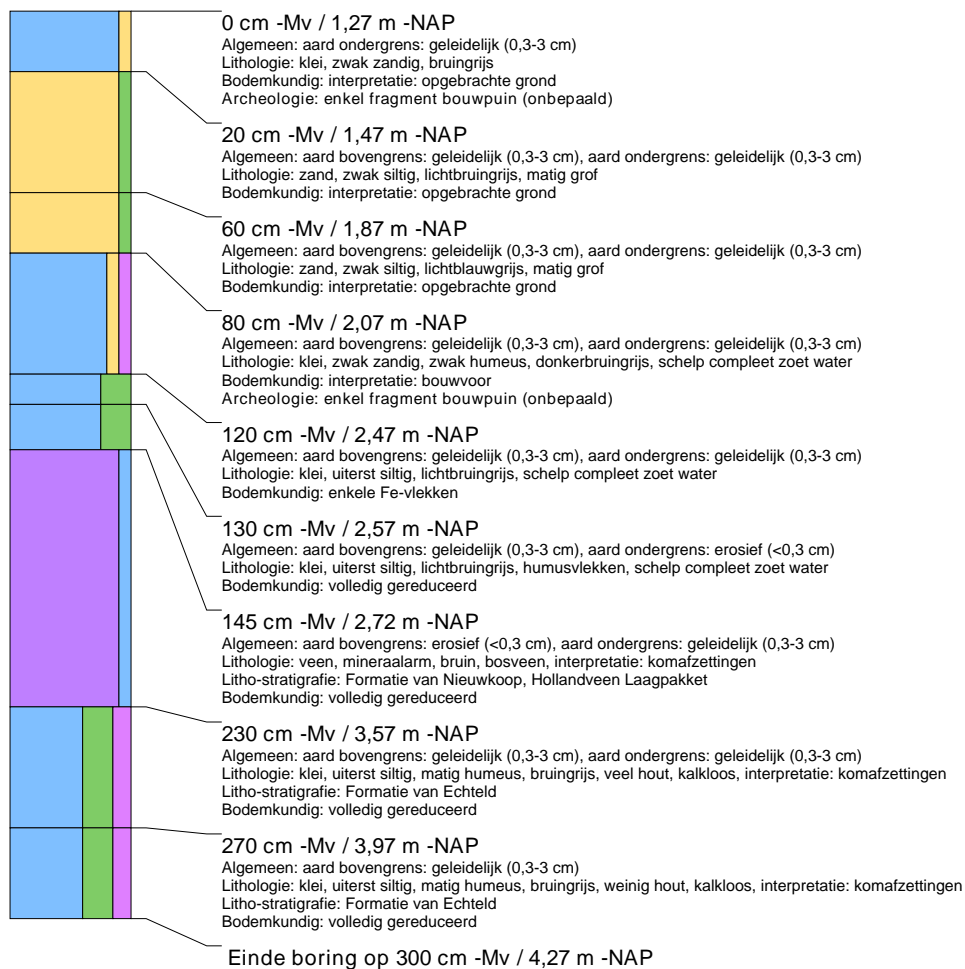 0 cm -Mv / 1,27 m -NAP
Algemeen: aard ondergrens: geleidelijk (0,3-3 cm)
Lithologie: klei, zwak zandig, bruingrijs
Bodemkundig: interpretatie: opgebrachte grond
Archeologie: enkel fragment bouwpuin (onbepaald)
20 cm -Mv / 1,47 m -NAP
Algemeen: aard bovengrens: geleidelijk (0,3-3 cm), aard ondergrens: geleidelijk (0,3-3 cm)
Lithologie: zand, zwak siltig, lichtbruingrijs, matig grof
Bodemkundig: interpretatie: opgebrachte grond
60 cm -Mv / 1,87 m -NAP
Algemeen: aard bovengrens: geleidelijk (0,3-3 cm), aard ondergrens: geleidelijk (0,3-3 cm)
Lithologie: zand, zwak siltig, lichtblauwgrijs, matig grof
Bodemkundig: interpretatie: opgebrachte grond
80 cm -Mv / 2,07 m -NAP
Algemeen: aard bovengrens: geleidelijk (0,3-3 cm), aard ondergrens: geleidelijk (0,3-3 cm)
Lithologie: klei, zwak zandig, zwak humeus, donkerbruingrijs, schelp compleet zoet water
Bodemkundig: interpretatie: bouwvoor
Archeologie: enkel fragment bouwpuin (onbepaald)
120 cm -Mv / 2,47 m -NAP
Algemeen: aard bovengrens: geleidelijk (0,3-3 cm), aard ondergrens: geleidelijk (0,3-3 cm)
Lithologie: klei, uiterst siltig, lichtbruingrijs, schelp compleet zoet water
Bodemkundig: enkele Fe-vlekken
130 cm -Mv / 2,57 m -NAP
Algemeen: aard bovengrens: geleidelijk (0,3-3 cm), aard ondergrens: erosief (<0,3 cm)
Lithologie: klei, uiterst siltig, lichtbruingrijs, humusvlekken, schelp compleet zoet water
Bodemkundig: volledig gereduceerd
145 cm -Mv / 2,72 m -NAP
Algemeen: aard bovengrens: erosief (<0,3 cm), aard ondergrens: geleidelijk (0,3-3 cm)
Lithologie: veen, mineraalarm, bruin, bosveen, interpretatie: komafzettingen
Litho-stratigrafie: Formatie van Nieuwkoop, Hollandveen Laagpakket
Bodemkundig: volledig gereduceerd
230 cm -Mv / 3,57 m -NAP
Algemeen: aard bovengrens: geleidelijk (0,3-3 cm), aard ondergrens: geleidelijk (0,3-3 cm)
Lithologie: klei, uiterst siltig, matig humeus, bruingrijs, veel hout, kalkloos, interpretatie: komafzettingen
Litho-stratigrafie: Formatie van Echteld
Bodemkundig: volledig gereduceerd
270 cm -Mv / 3,97 m -NAP
Algemeen: aard bovengrens: geleidelijk (0,3-3 cm)
Lithologie: klei, uiterst siltig, matig humeus, bruingrijs, weinig hout, kalkloos, interpretatie: komafzettingen
Litho-stratigrafie: Formatie van Echteld
Bodemkundig: volledig gereduceerd
Einde boring op 300 cm -Mv / 4,27 m -NAP